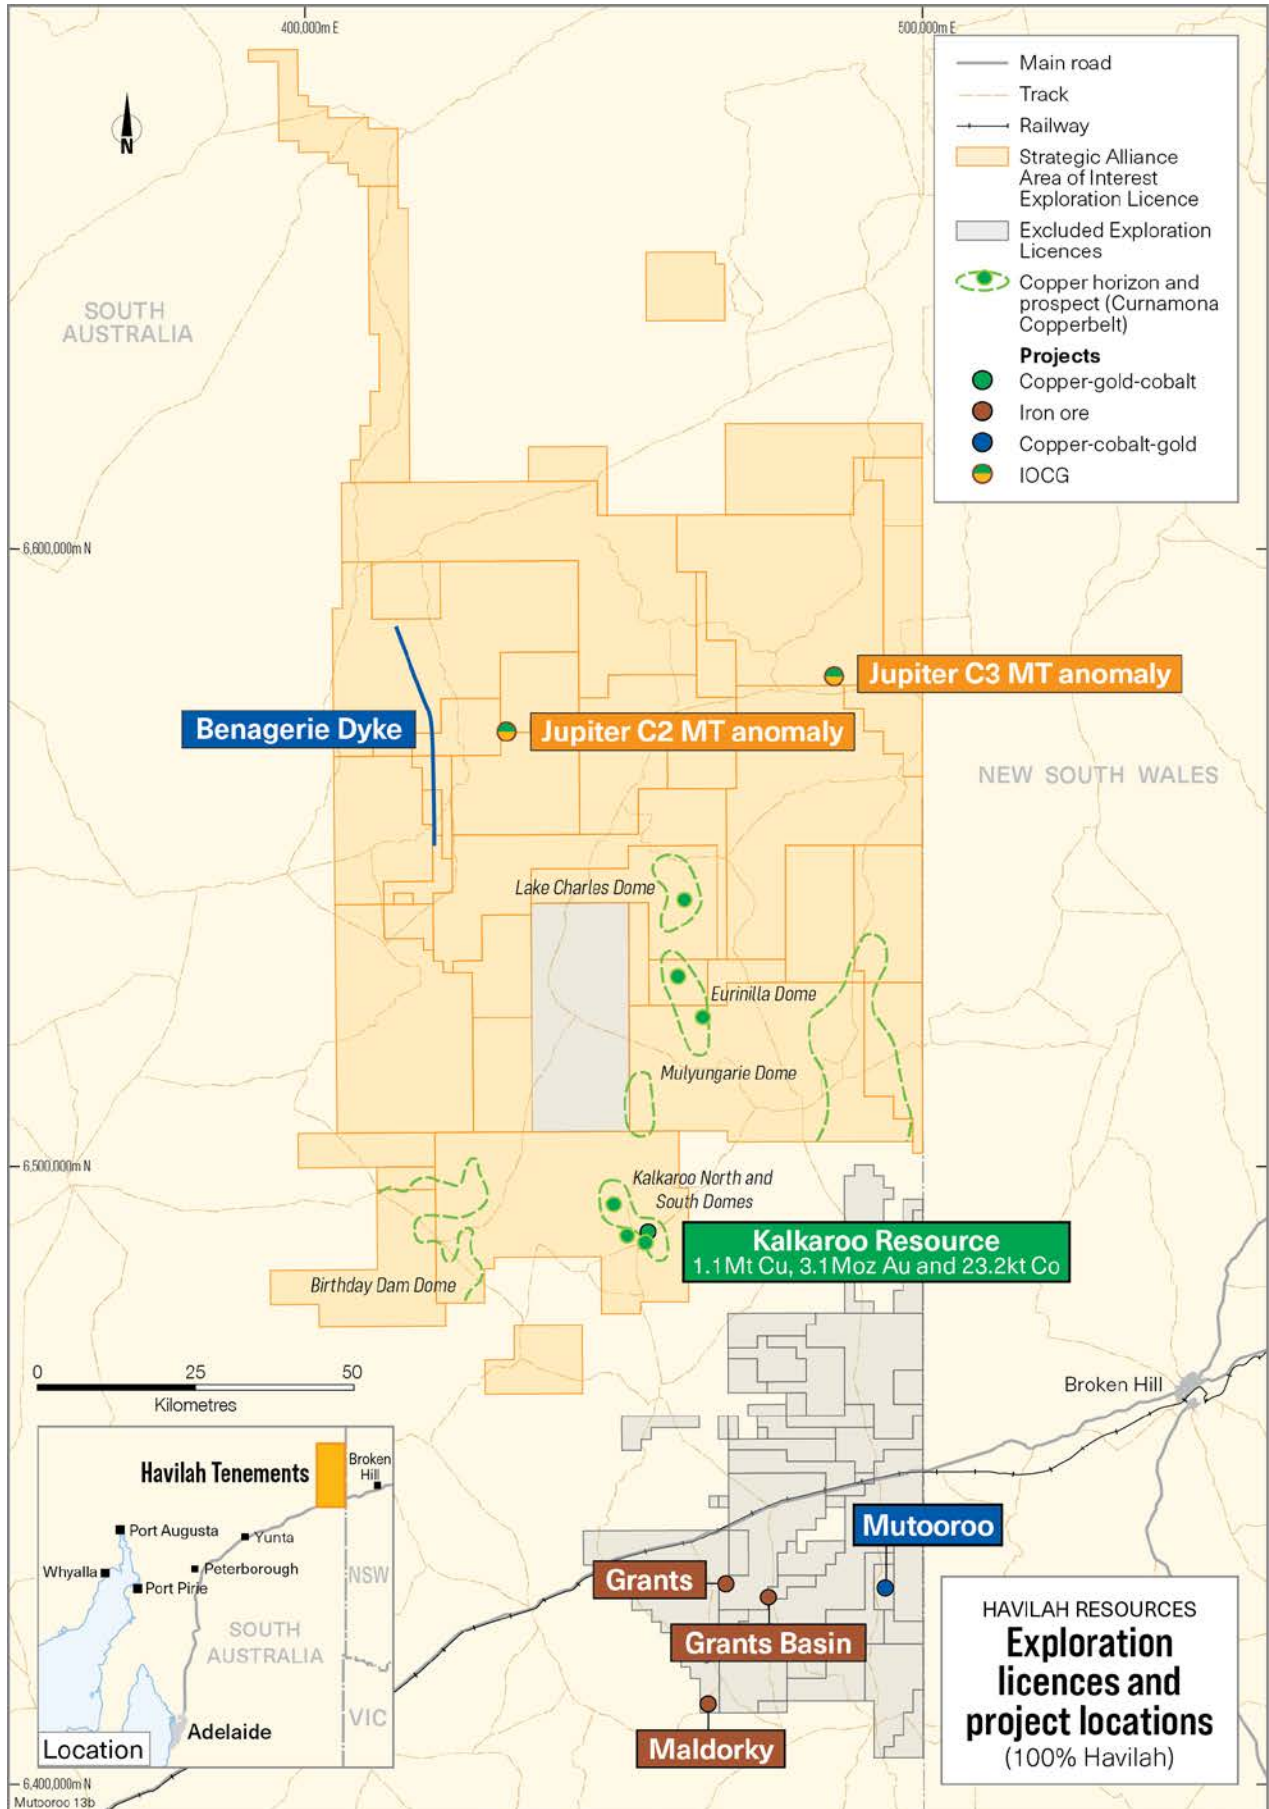 400,000m E
500,000m E
Main road
Track
Railway
Strategic Alliance
Area of Interest
Exploration Licence
Excluded Exploration
Licences
Copper horizon and
prospect (Curnamona
Copperbelt)
Projects
Copper-gold-cobalt
Iron ore
Copper-cobalt-gold
IOCG
N
SOUTH
AUSTRALIA
6,600,000m N
Jupiter C3 MT anomaly
Benagerie Dyke
Jupiter C2 MT anomaly
NEW SOUTH WALES
Lake Charles Dome
Eurinilla Dome
Mulyungarie Dome
6,500,000m N
Kalkaroo North and
South Domes
Kalkaroo Resource
1.1Mt Cu, 3.1Moz Au and 23.2kt Co
Birthday Dam Dome
0 25 50
Kilometres
Broken Hill
Havilah Tenements
Broken
Hill
Port Augusta
Yunta
Whyalla
Peterborough
Port Pirie
NSW
SOUTH
AUSTRALIA
VIC
Adelaide
Location
Mutooroo
Grants
Grants Basin
Maldorky
HAVILAH RESOURCES
Exploration
licences and
project locations
(100% Havilah)
6,400,000m N
Mutooroo 13b